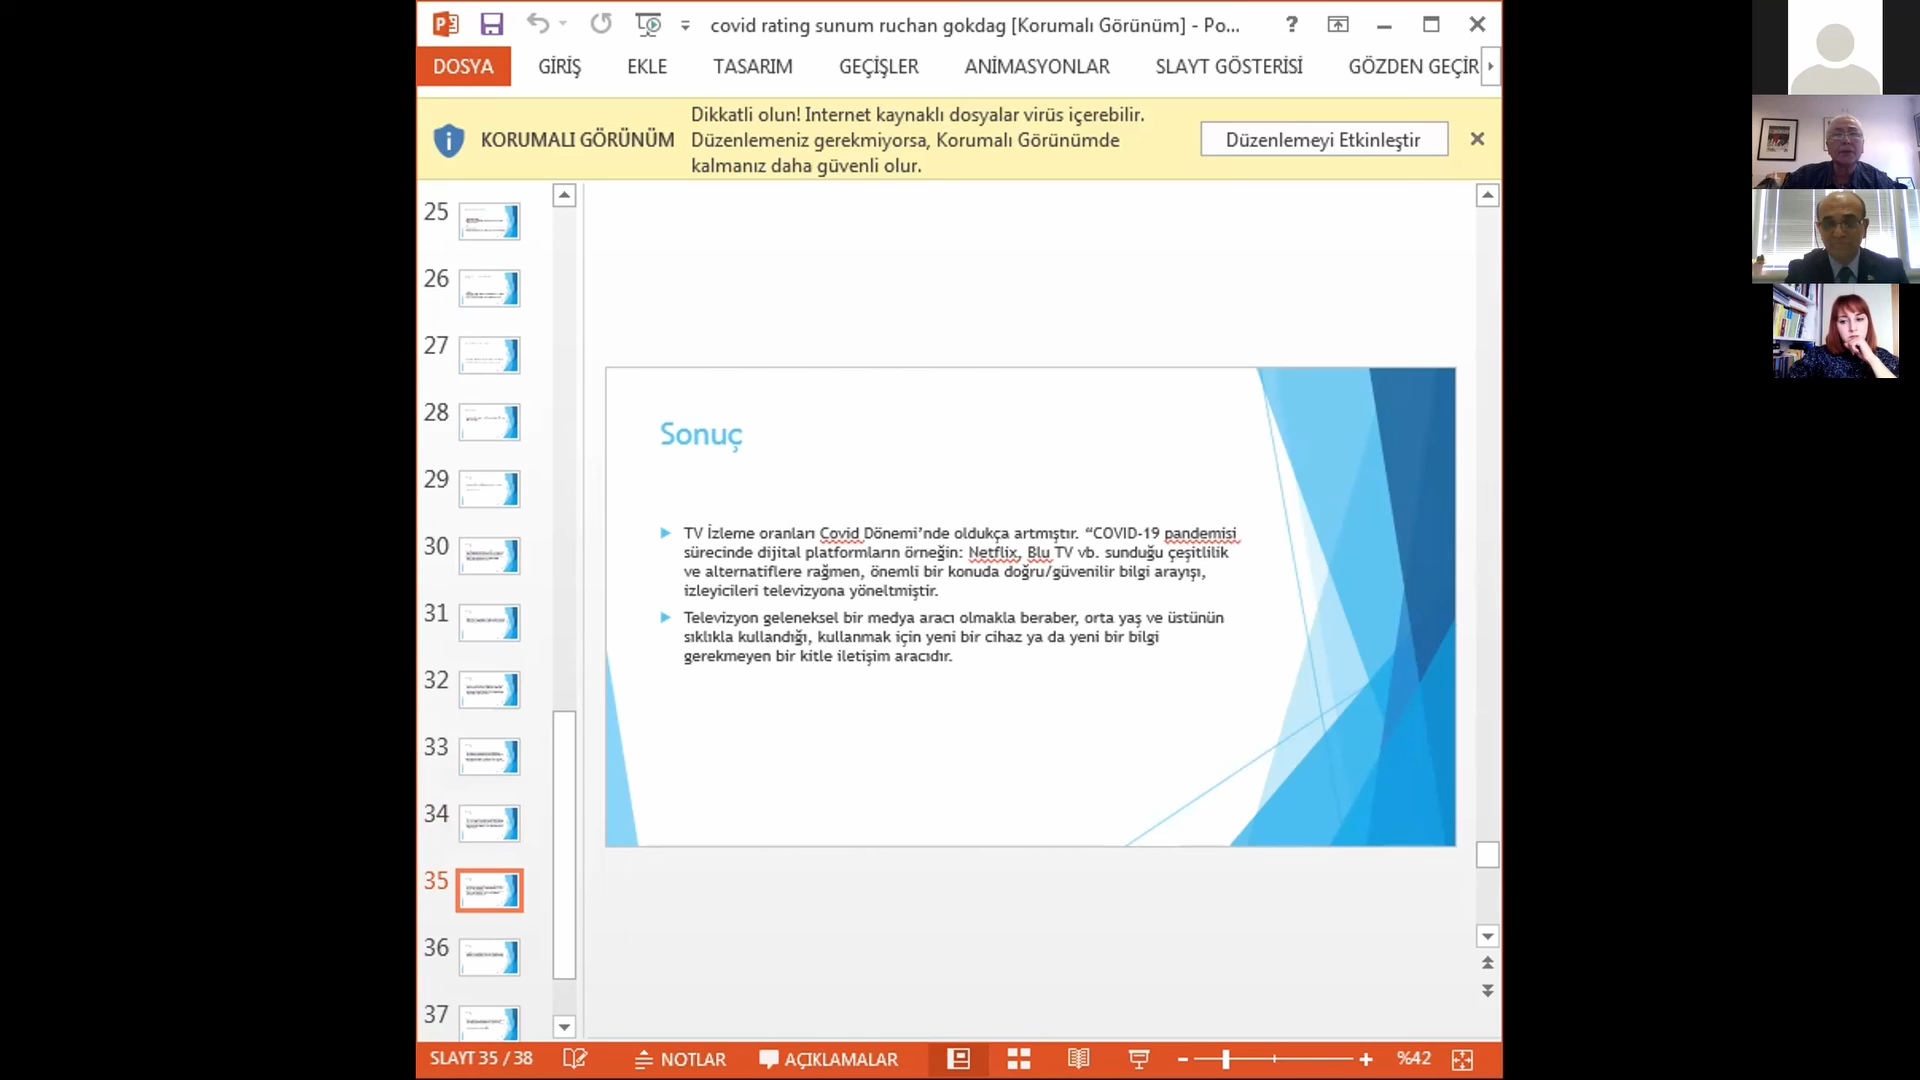 covid rating sunum ruchan gokdag [Korumalı Görünüm] - Po...
?
DOSYA GİRİŞ EKLE TASARIM GEÇİŞLER ANİMASYONLAR SLAYT GÖSTERİSİ GÖZDEN GEÇİR
KORUMALI GÖRÜNÜM
Dikkatli olun! Internet kaynaklı dosyalar virüs içerebilir.
Düzenlemeniz gerekmiyorsa, Korumalı Görünümde
kalmanız daha güvenli olur.
Düzenlemeyi Etkinleştir
25
26
27
28
29
30
31
32
33
34
35
36
37
Sonuç
TV İzleme oranları Covid Dönemi’nde oldukça artmıştır. “COVID-19 pandemisi
sürecinde dijital platformların örneğin: Netflix, Blu TV vb. sunduğu çeşitlilik
ve alternatiflere rağmen, önemli bir konuda doğru/güvenilir bilgi arayışı,
izleyicileri televizyona yöneltmiştir.
Televizyon geleneksel bir medya aracı olmakla beraber, orta yaş ve üstünün
sıklıkla kullandığı, kullanmak için yeni bir cihaz ya da yeni bir bilgi
gerekmeyen bir kitle iletişim aracıdır.
SLAYT 35 / 38 NOTLAR AÇIKLAMALAR %42